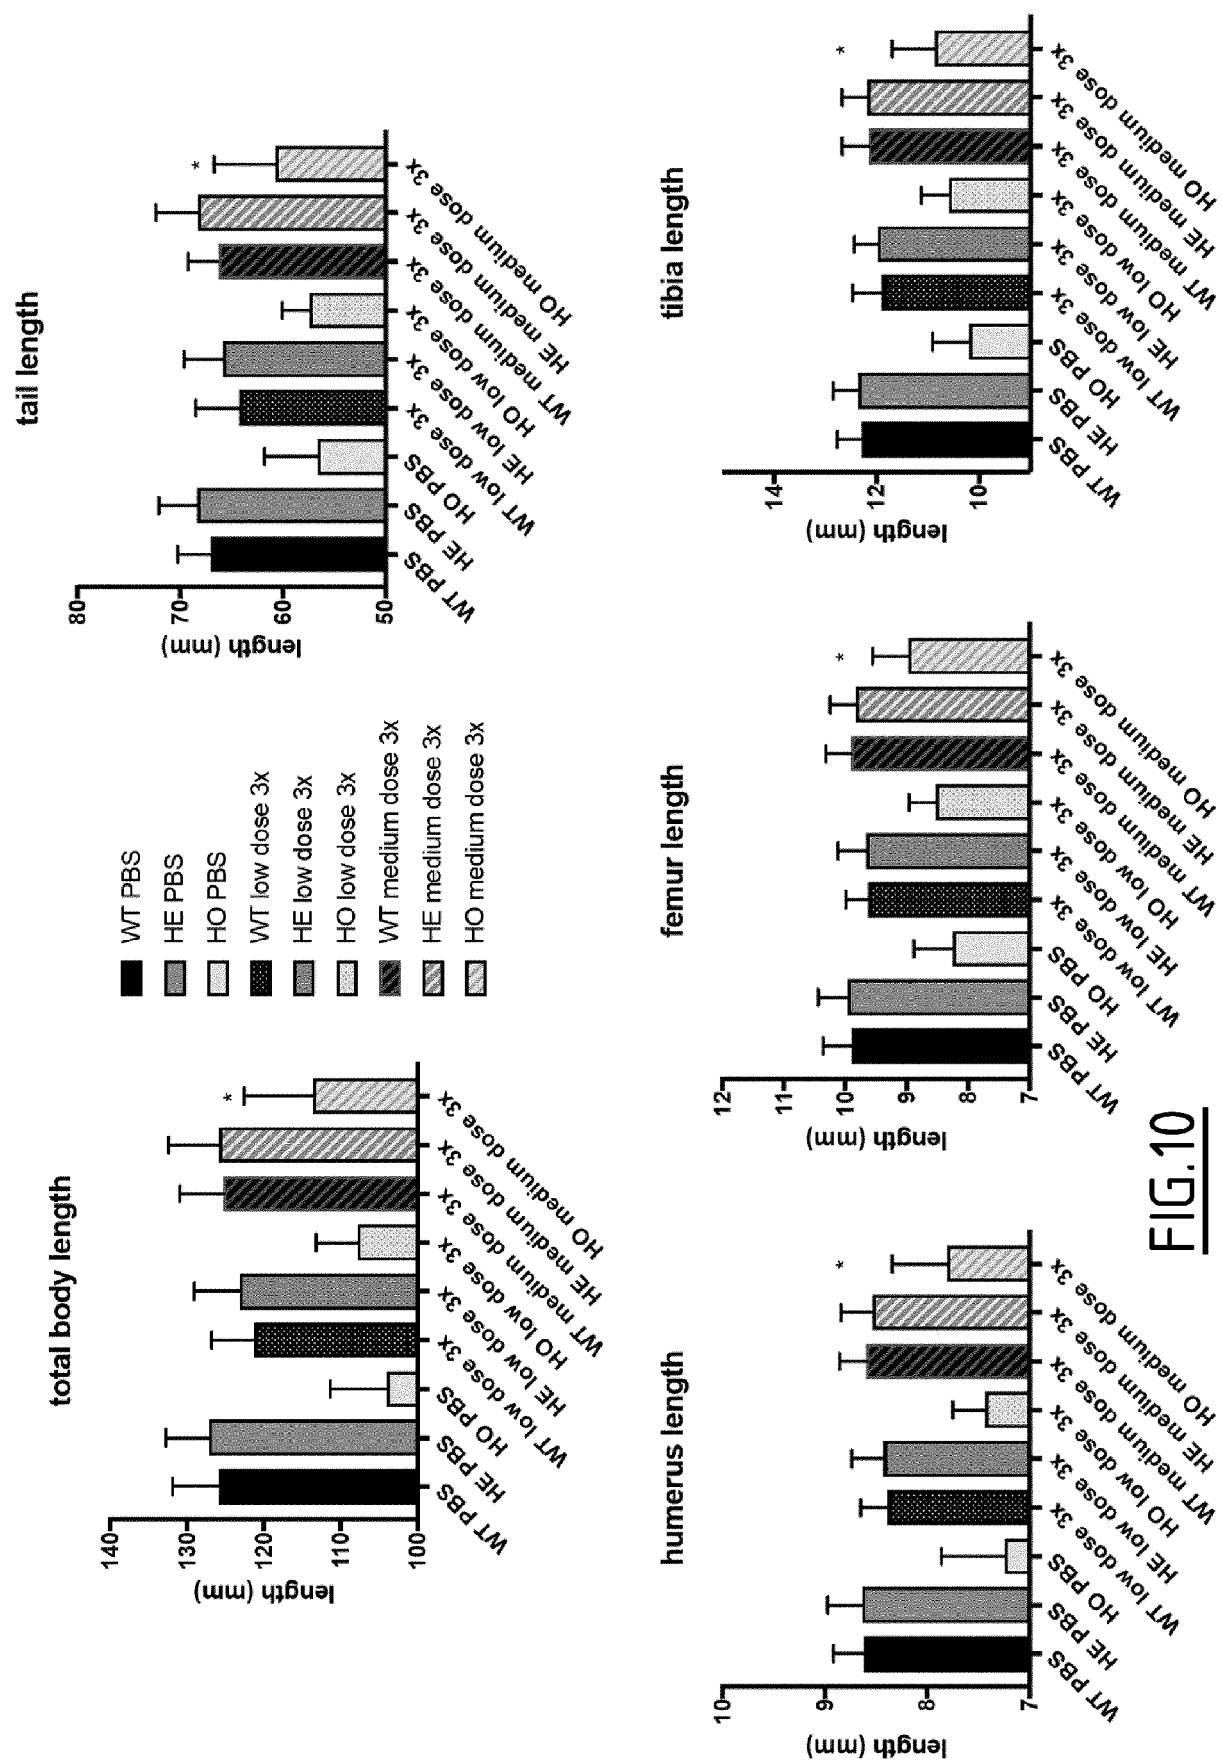 total body length
length (mm)
140
130
120
110
100
WT PBS
HE PBS
HO PBS
WT low dose 3x
HE low dose 3x
HO low dose 3x
WT medium dose 3x
HE medium dose 3x
HO medium dose 3x
*
WT PBS
HE PBS
HO PBS
WT low dose 3x
HE low dose 3x
HO low dose 3x
WT medium dose 3x
HE medium dose 3x
HO medium dose 3x
tail length
length (mm)
80
70
60
50
WT PBS
HE PBS
HO PBS
WT low dose 3x
HE low dose 3x
HO low dose 3x
WT medium dose 3x
HE medium dose 3x
HO medium dose 3x
*
humerus length
length (mm)
10
9
8
7
WT PBS
HE PBS
HO PBS
WT low dose 3x
HE low dose 3x
HO low dose 3x
WT medium dose 3x
HE medium dose 3x
HO medium dose 3x
*
femur length
length (mm)
12
11
10
9
8
7
WT PBS
HE PBS
HO PBS
WT low dose 3x
HE low dose 3x
HO low dose 3x
WT medium dose 3x
HE medium dose 3x
HO medium dose 3x
*
tibia length
length (mm)
14
12
10
WT PBS
HE PBS
HO PBS
WT low dose 3x
HE low dose 3x
HO low dose 3x
WT medium dose 3x
HE medium dose 3x
HO medium dose 3x
*
FIG.10